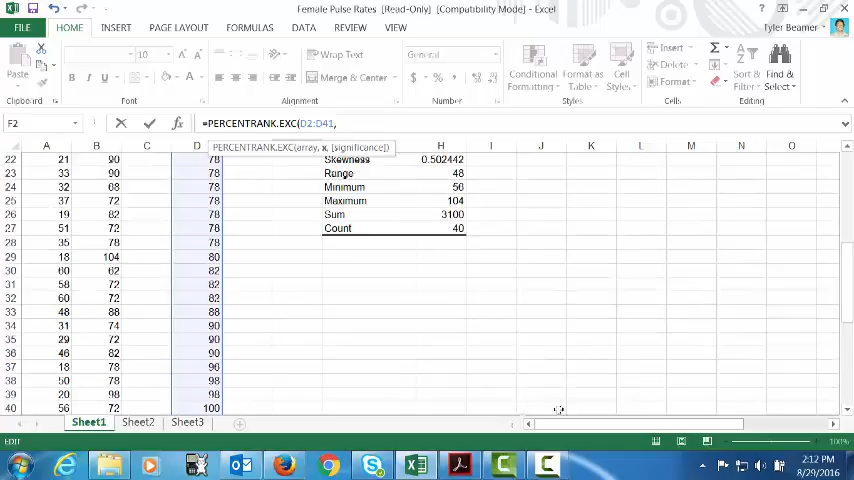 Female Pulse Rates [Read-Only] [Compatibility Mode] - Excel
FILE HOME INSERT PAGE LAYOUT FORMULAS DATA REVIEW VIEW Tyler Beamer
Paste
10
Wrap Text
General
Conditional Formatting
Format as Table
Cell Styles
Insert
Sort & Filter
Find & Select
B I U
Merge & Center
$ % ,
Delete
Format
Clipboard Font Alignment Number Styles Cells Editing
F2 fx =PERCENTRANK.EXC(D2:D41,
PERCENTRANK.EXC(array, x, [significance])
A B C D H I J K L M N O
22 21 90 78 Skewness 0.502442
23 33 90 78 Range 48
24 32 68 78 Minimum 56
25 37 72 78 Maximum 104
26 19 82 78 Sum 3100
27 51 72 78 Count 40
28 35 78 78
29 18 104 80
30 60 62 82
31 58 72 82
32 60 72 82
33 48 88 88
34 31 74 90
35 29 72 90
36 46 82 90
37 18 78 96
38 50 78 98
39 20 98 98
40 56 72 100
Sheet1 Sheet2 Sheet3
EDIT 100%
2:12 PM
8/29/2016